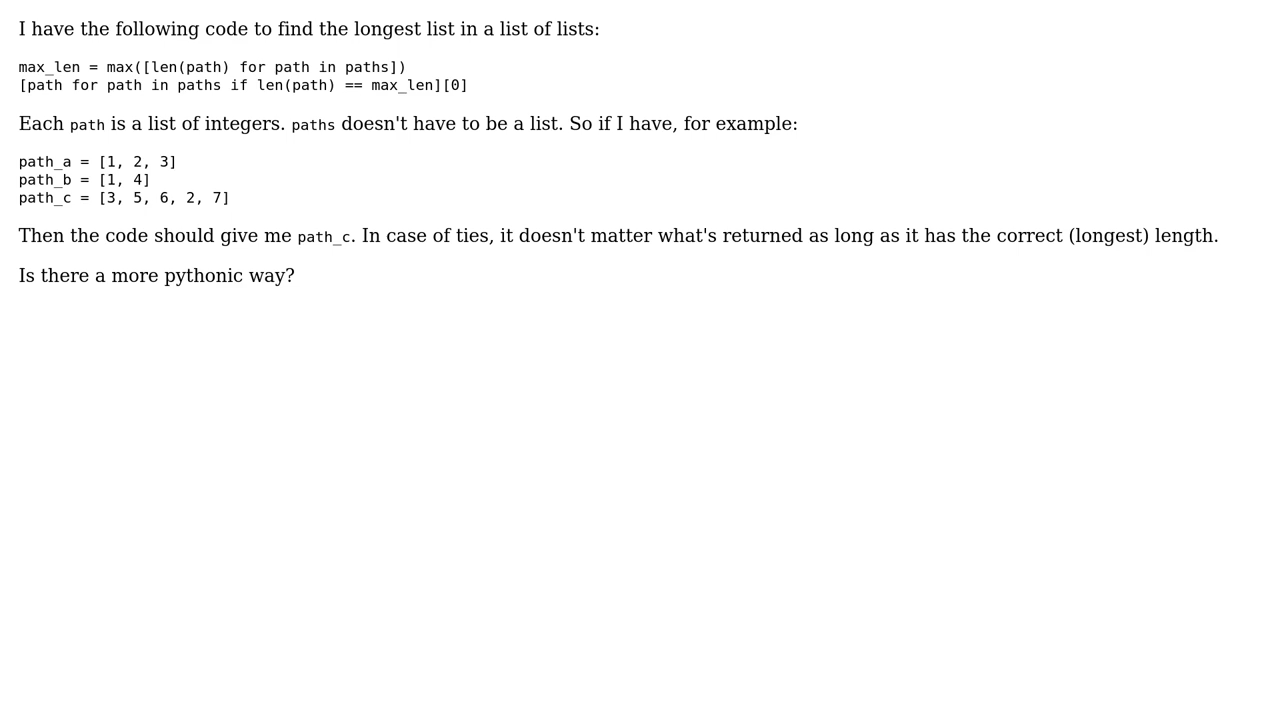 I have the following code to find the longest list in a list of lists:
max_len = max([len(path) for path in paths])
[path for path in paths if len(path) == max_len][0]
Each path is a list of integers. paths doesn't have to be a list. So if I have, for example:
path_a = [1, 2, 3]
path_b = [1, 4]
path_c = [3, 5, 6, 2, 7]
Then the code should give me path_c. In case of ties, it doesn't matter what's returned as long as it has the correct (longest) length.
Is there a more pythonic way?